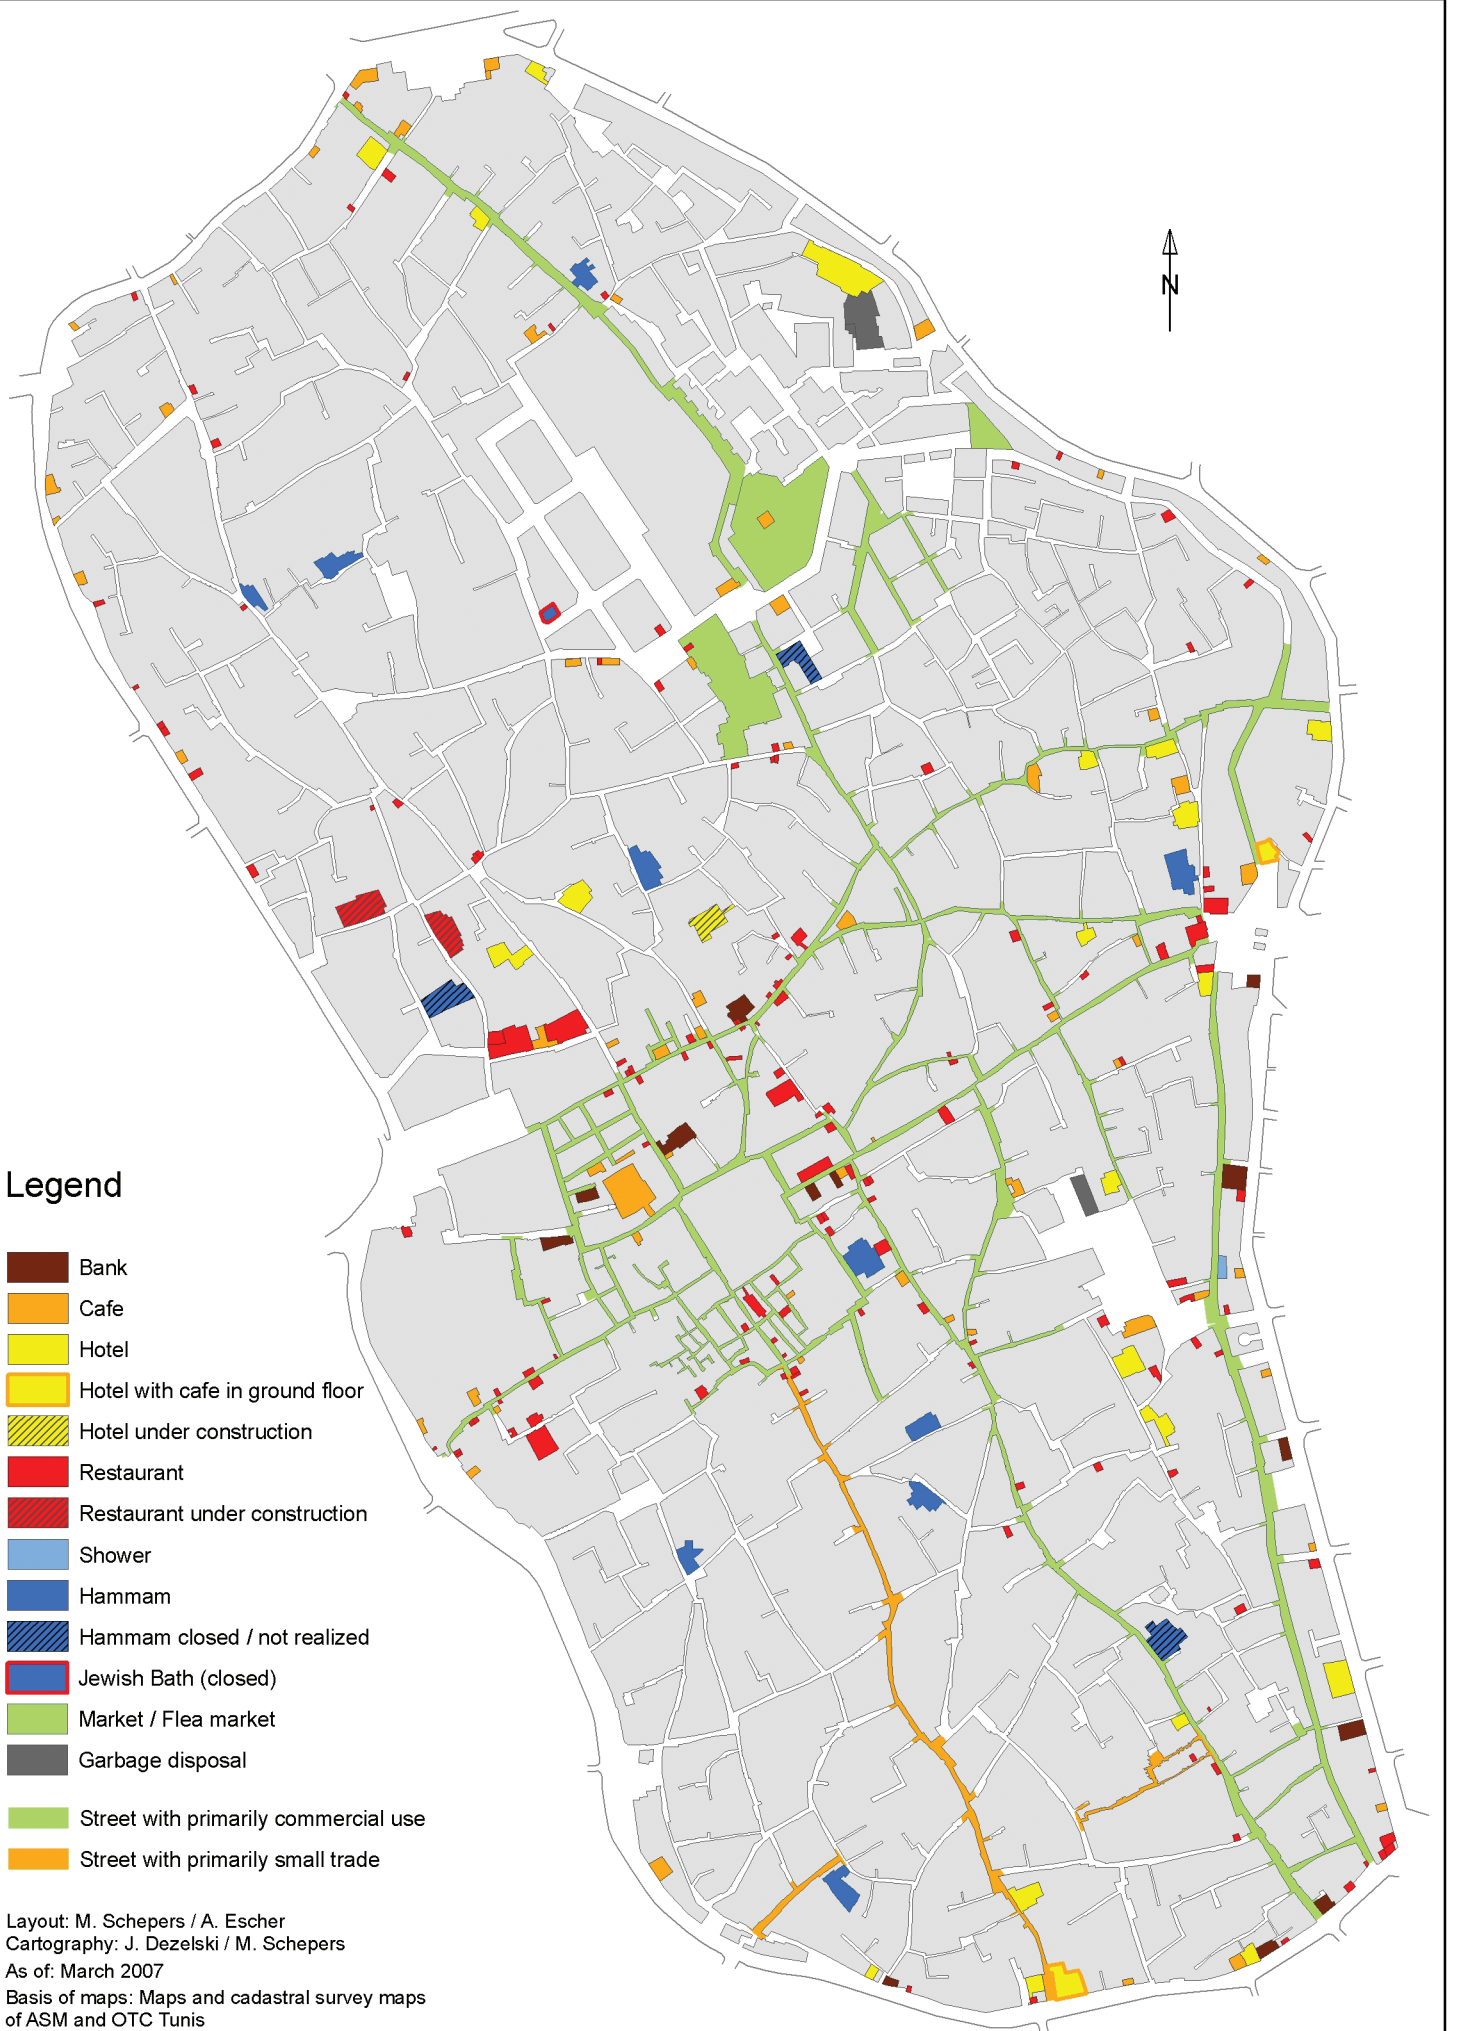 N
Legend
Bank
Cafe
Hotel
Hotel with cafe in ground floor
Hotel under construction
Restaurant
Restaurant under construction
Shower
Hammam
Hammam closed / not realized
Jewish Bath (closed)
Market / Flea market
Garbage disposal
Street with primarily commercial use
Street with primarily small trade
Layout: M. Schepers / A. Escher
Cartography: J. Dezelski / M. Schepers
As of: March 2007
Basis of maps: Maps and cadastral survey maps
of ASM and OTC Tunis